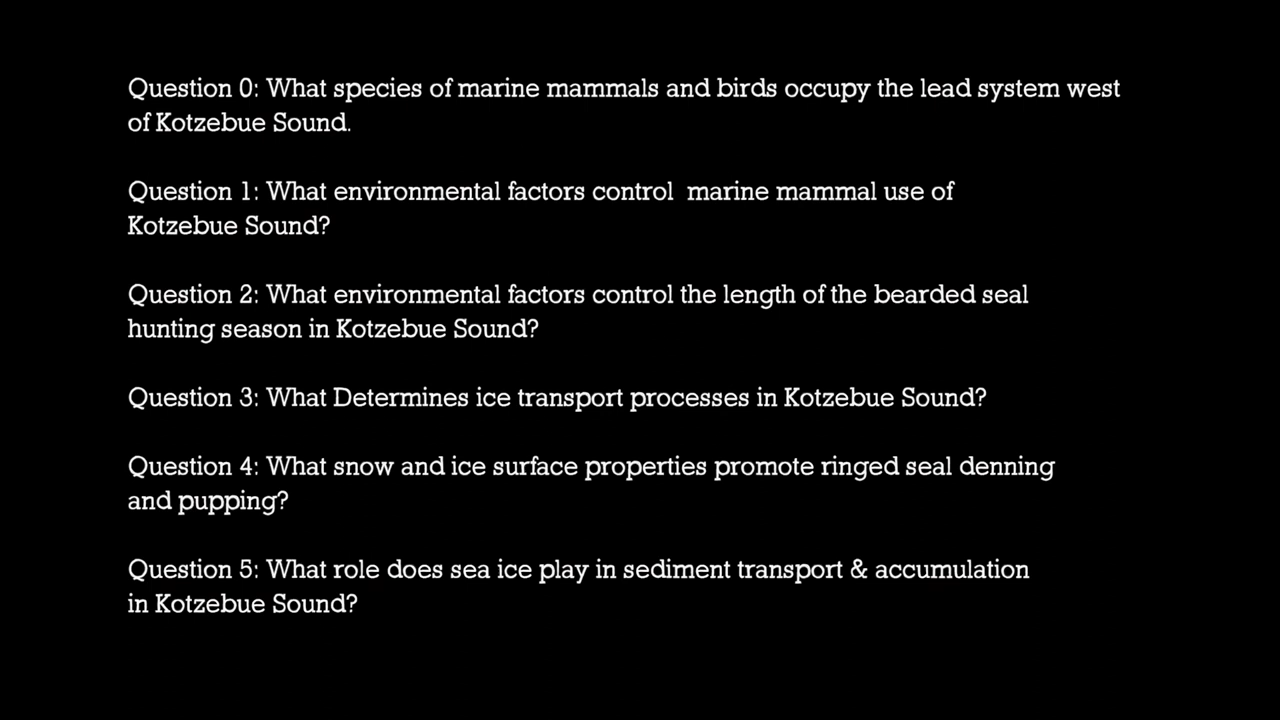 Question 0: What species of marine mammals and birds occupy the lead system west
of Kotzebue Sound.
Question 1: What environmental factors control  marine mammal use of
Kotzebue Sound?
Question 2: What environmental factors control the length of the bearded seal
hunting season in Kotzebue Sound?
Question 3: What Determines ice transport processes in Kotzebue Sound?
Question 4: What snow and ice surface properties promote ringed seal denning
and pupping?
Question 5: What role does sea ice play in sediment transport & accumulation
in Kotzebue Sound?